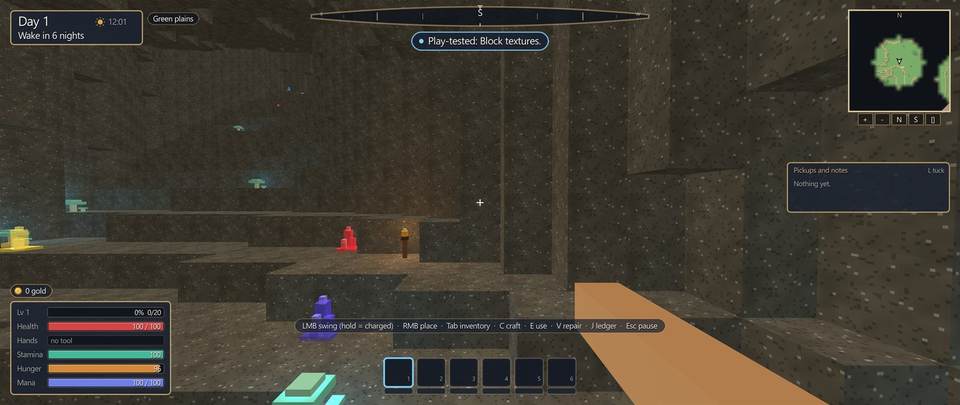 Day 1
12:01
Wake in 6 nights
Green plains
S
Play-tested: Block textures.
N
+ - N S []
Pickups and notes
L tuck
Nothing yet.
0 gold
Lv 1
0% 0/20
Health
100 / 100
Hands
no tool
Stamina
100
Hunger
Mana
100 / 100
LMB swing (hold = charged) · RMB place · Tab inventory · C craft · E use · V repair · J ledger · Esc pause
1 2 3 4 5 6